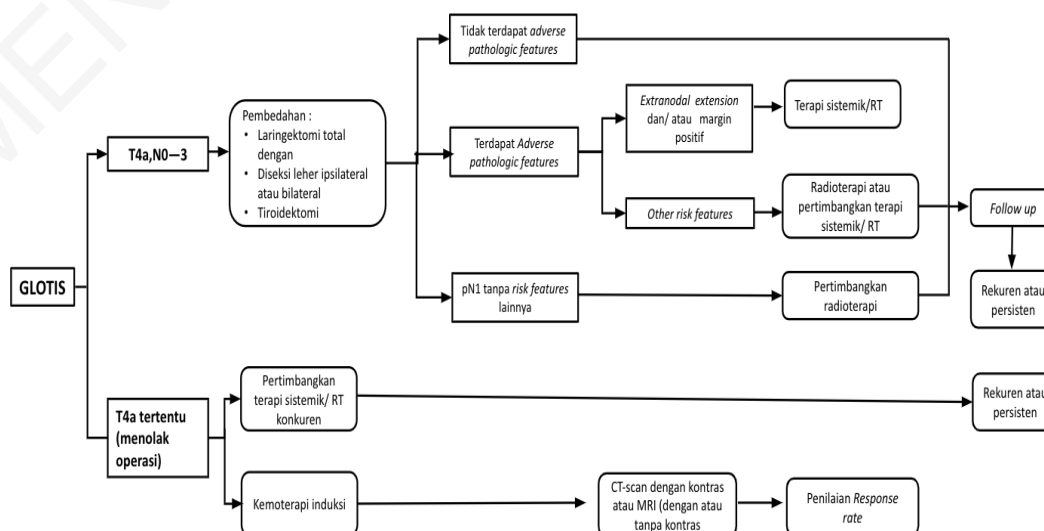 MEN
Tidak terdapat adverse
pathologic features
Pembedahan :
• Laringektomi total
dengan
• Diseksi leher ipsilateral
atau bilateral
• Tiroidektomi
T4a,N0—3
Terdapat Adverse
pathologic features
Extranodal extension
dan/ atau margin
positif
Terapi sistemik/RT
Other risk features
Radioterapi atau
pertimbangkan terapi
sistemik/ RT
Follow up
GLOTIS
pN1 tanpa risk features
lainnya
Pertimbangkan
radioterapi
Rekuren atau
persisten
T4a tertentu
(menolak
operasi)
Pertimbangkan
terapi sistemik/ RT
konkuren
Rekuren atau
persisten
Kemoterapi induksi
CT-scan dengan kontras
atau MRI (dengan atau
tanpa kontras
Penilaian Response
rate